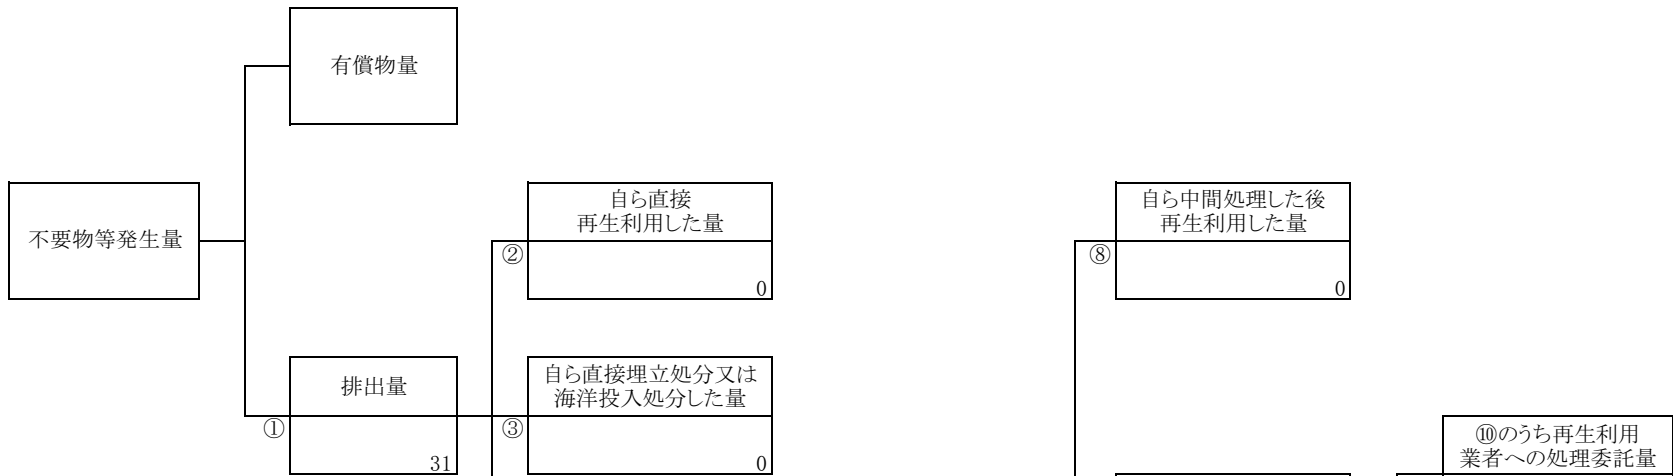 有償物量
不要物等発生量
自ら直接
再生利用した量
②
0
自ら中間処理した後
再生利用した量
⑧
0
排出量
①
31
自ら直接埋立処分又は
海洋投入処分した量
③
0
⑩のうち再生利用
業者への処理委託量